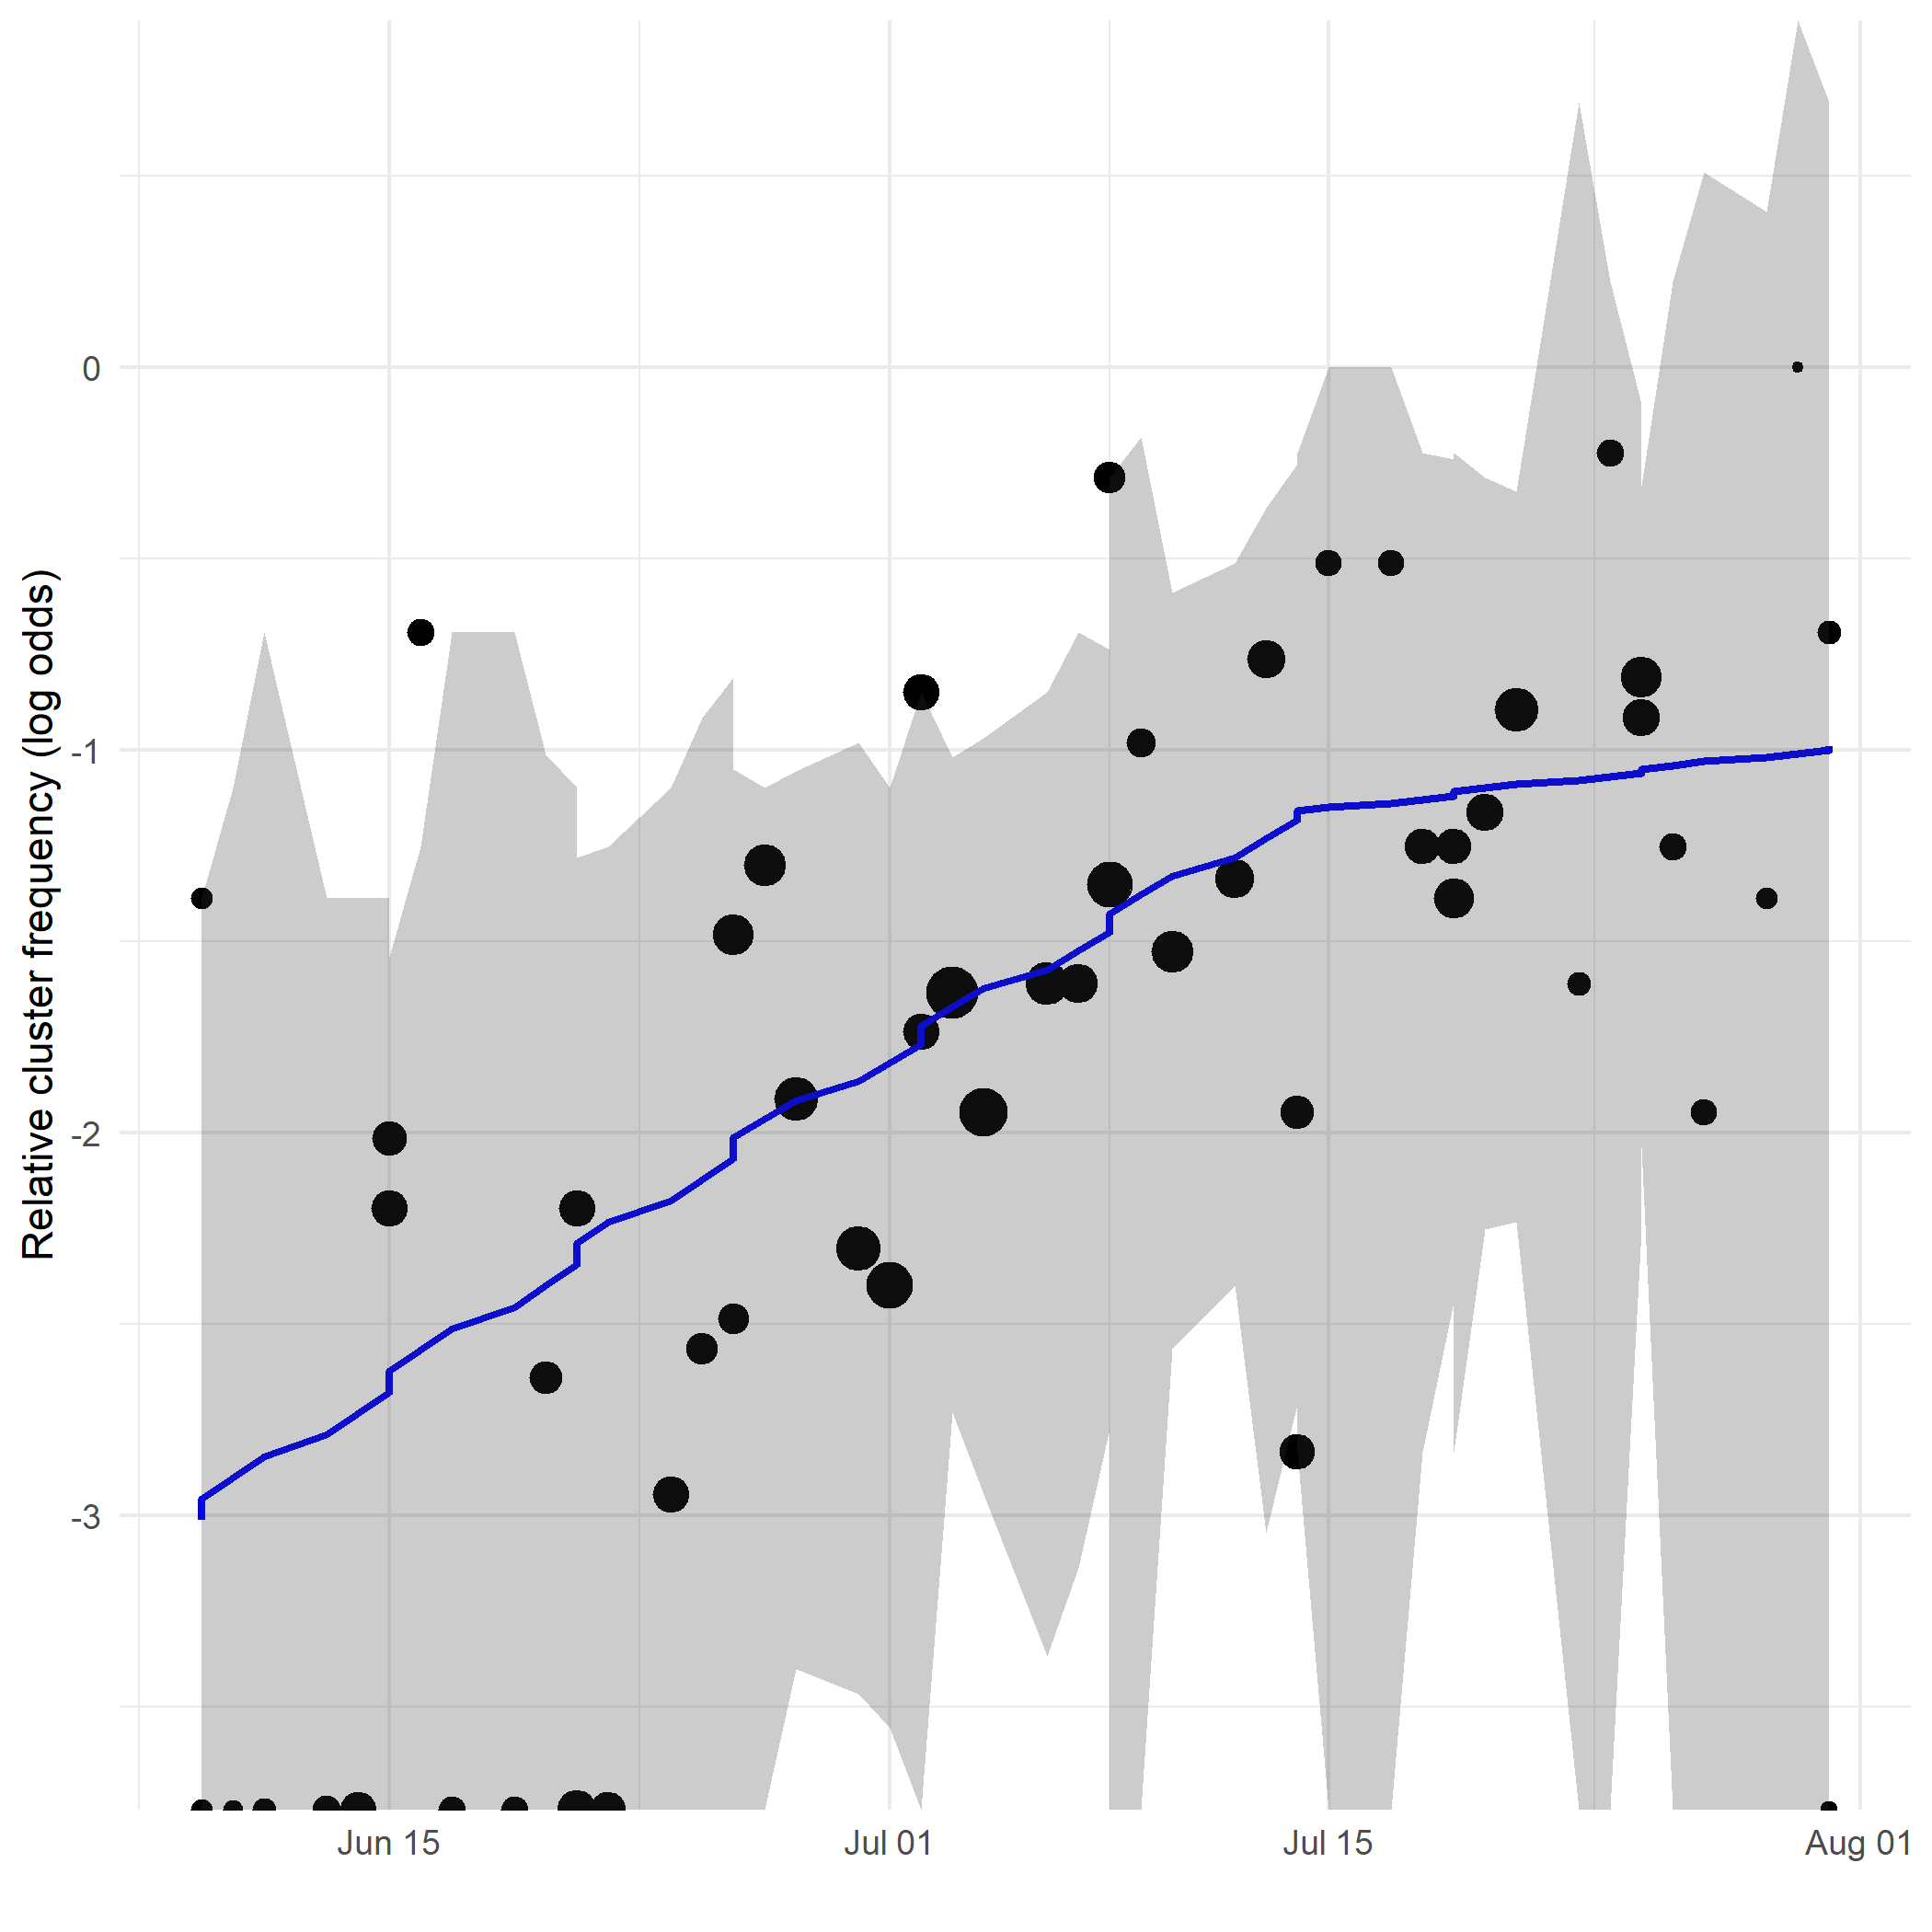 Relative cluster frequency (log odds)
0
-1
-2
-3
Jun 15
Jul 01
Jul 15
Aug 01